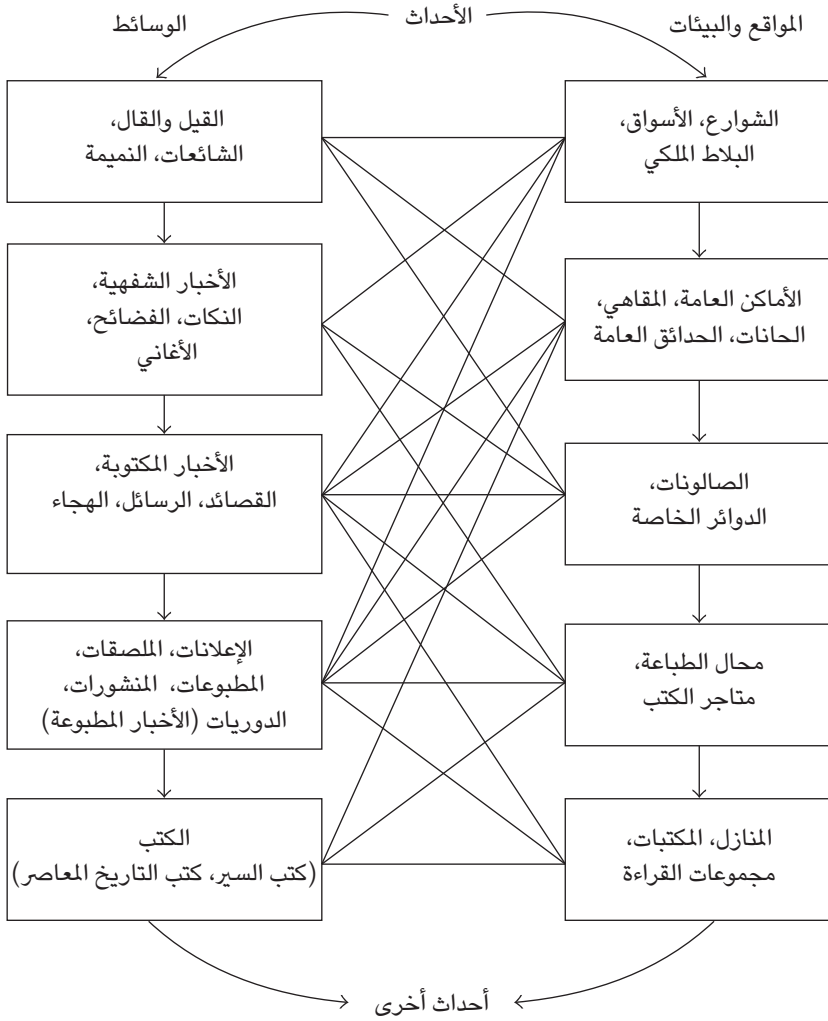 المواقع والبيئات
الأحداث
الوسائط
الشوارع، الأسواق،
البلاط الملكي
الأماكن العامة، المقاهي،
الحانات، الحدائق العامة
الصالونات،
الدوائر الخاصة
محال الطباعة،
متاجر الكتب
المنازل، المكتبات،
مجموعات القراءة
القيل والقال،
الشائعات، النميمة
الأخبار الشفهية،
النكات، الفضائح،
الأغاني
الأخبار المكتوبة،
القصائد، الرسائل، الهجاء
الإعلانات، الملصقات،
المطبوعات، المنشورات،
الدوريات (الأخبار المطبوعة)
الكتب
(كتب السير، كتب التاريخ المعاصر)
أحداث أخرى